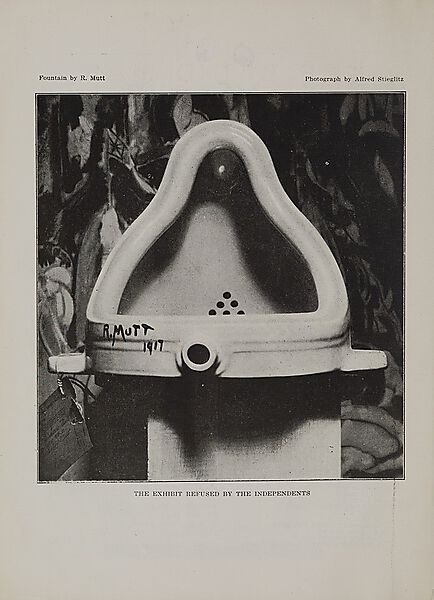 Fountain by R. Mutt
Photograph by Alfred Stieglitz
R. MUTT
1917
THE EXHIBIT REFUSED BY THE INDEPENDENTS